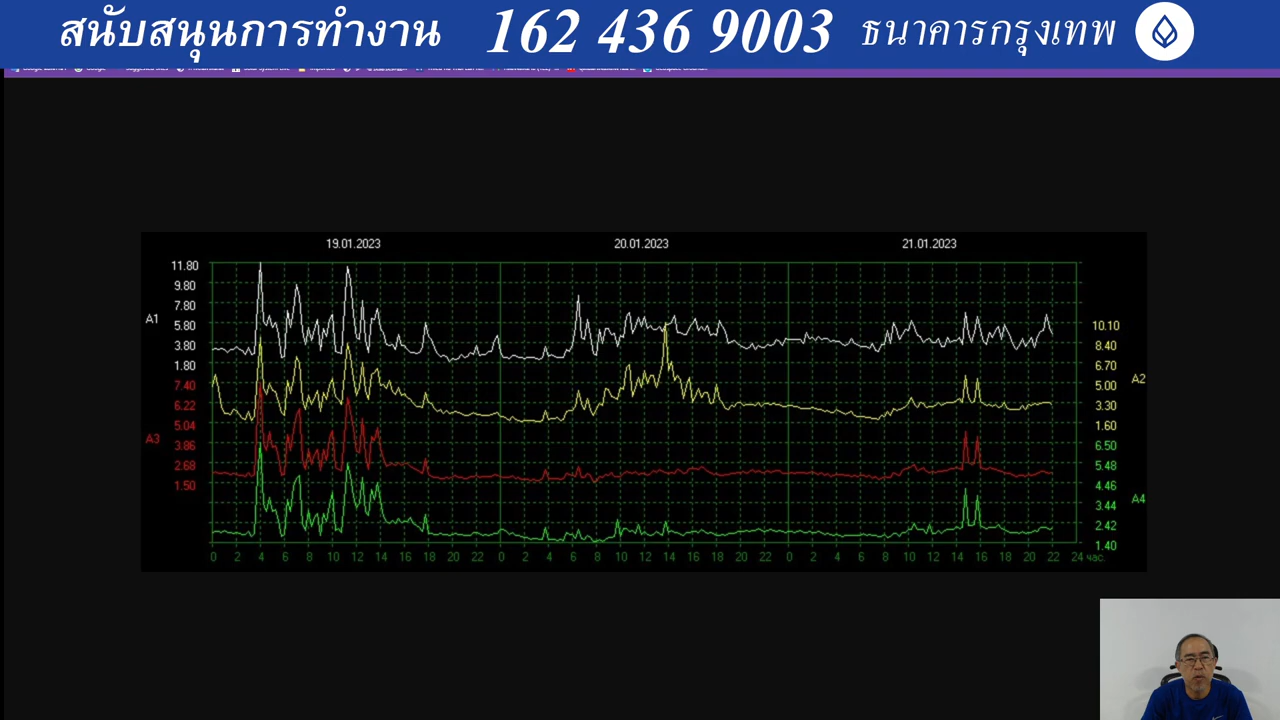 สนับสนุนการทำงาน 162 436 9003 ธนาคารกรุงเทพ
19.01.2023 20.01.2023 21.01.2023
11.80
9.80
7.80
A1 5.80 10.10
3.80 8.40
1.80 6.70
7.40 5.00 A2
6.22 3.30
5.04 1.60
A3 3.86 6.50
2.68 5.48
1.50 4.46
3.44 A4
2.42
1.40
0 2 4 6 8 10 12 14 16 18 20 22 0 2 4 6 8 10 12 14 16 18 20 22 0 2 4 6 8 10 12 14 16 18 20 22 24 час.